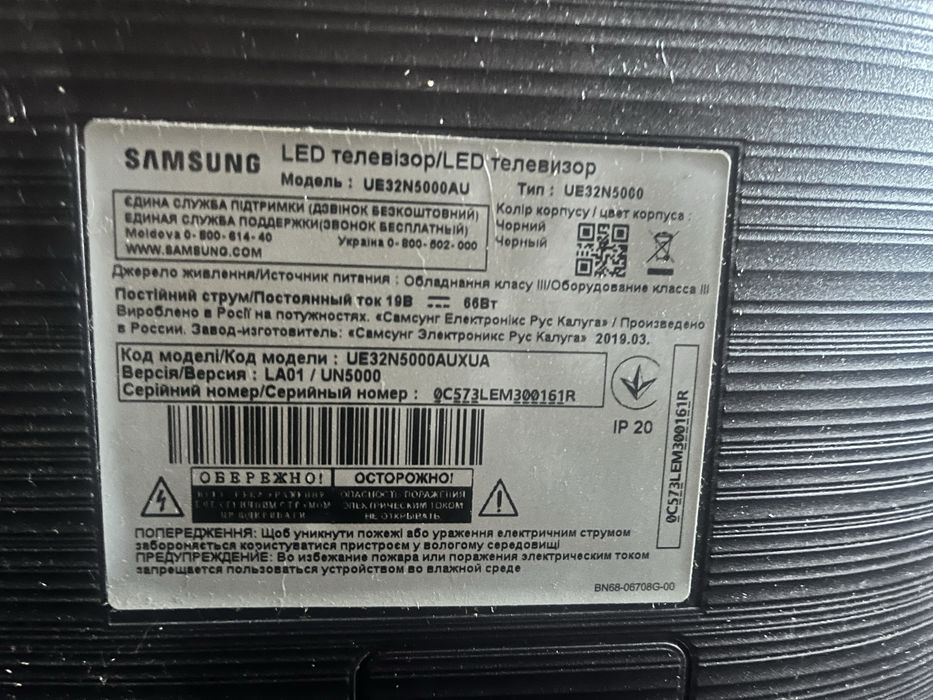 SAMSUNG LED телевізор/LED телевизор
Модель : UE32N5000AU Тип : UE32N5000
ЄДИНА СЛУЖБА ПІДТРИМКИ (ДЗВІНОК БЕЗКОШТОВНИЙ)
ЕДИНАЯ СЛУЖБА ПОДДЕРЖКИ(ЗВОНОК БЕСПЛАТНЫЙ)
Moldova 0-800-614-40 Україна 0-800-502-000
WWW.SAMSUNG.COM
Колір корпусу / цвет корпуса :
Чорний
Черный
Джерело живлення/Источник питания : Обладнання класу III/Оборудование класса III
Постійний струм/Постоянный ток 19В 66Вт
Вироблено в Росії на потужностях. «Самсунг Електронікс Рус Калуга» / Произведено
в России. Завод-изготовитель: «Самсунг Электроникс Рус Калуга» 2019.03.
Код моделі/Код модели : UE32N5000AUXUA
Версія/Версия : LA01 / UN5000
Серійний номер/Серийный номер : 0C573LEM300161R
IP 20
0C573LEM300161R
ОБЕРЕЖНО! ОСТОРОЖНО!
ОПАСНОСТЬ ПОРАЖЕНИЯ
ЭЛЕКТРИЧЕСКИМ ТОКОМ
НЕ ОТКРЫВАТЬ
ПОПЕРЕДЖЕННЯ: Щоб уникнути пожежі або ураження електричним струмом
забороняється користуватися пристроєм у вологому середовищі
ПРЕДУПРЕЖДЕНИЕ: Во избежание пожара или поражения электрическим током
запрещается пользоваться устройством во влажной среде
BN68-06708G-00